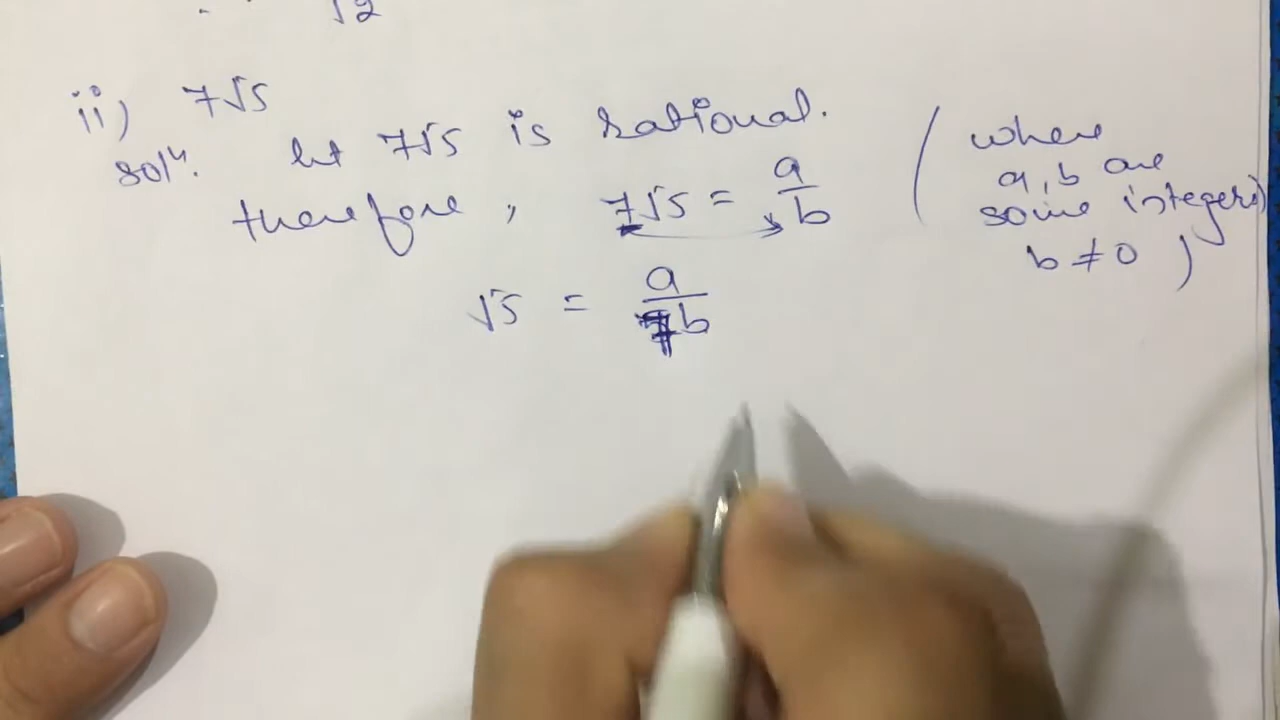 √2
ii) 7√5
solⁿ. let 7√5 is rational.
therefore, 7√5 = a/b
(where
a, b are
some integers,
b ≠ 0)
√5 = a/7b